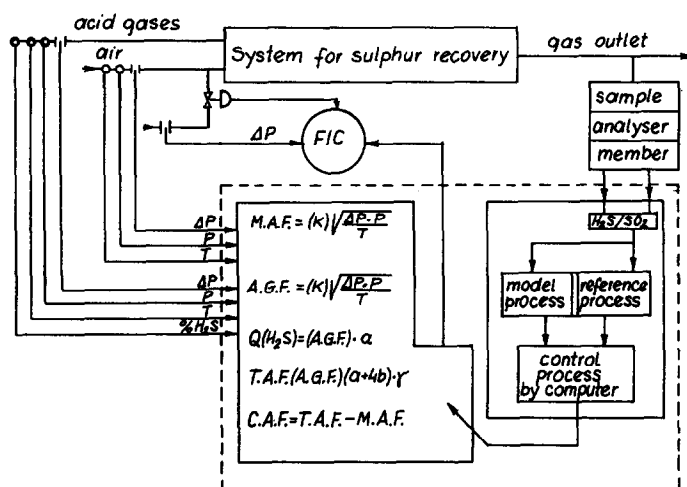 acid gases
air
System for sulphur recovery
gas outlet
sample
analyser
member
ΔP
FIC
ΔP
P
T
ΔP
P
T
%H₂S
M.A.F. = (K)√ΔP·P/T
A.G.F. = (K)√ΔP·P/T
Q(H₂S)=(A.G.F.)·a
T.A.F.(A.G.F.)(a+4b)·γ
C.A.F.=T.A.F.-M.A.F.
H₂S/SO₂
model
process
reference
process
control
process
by computer